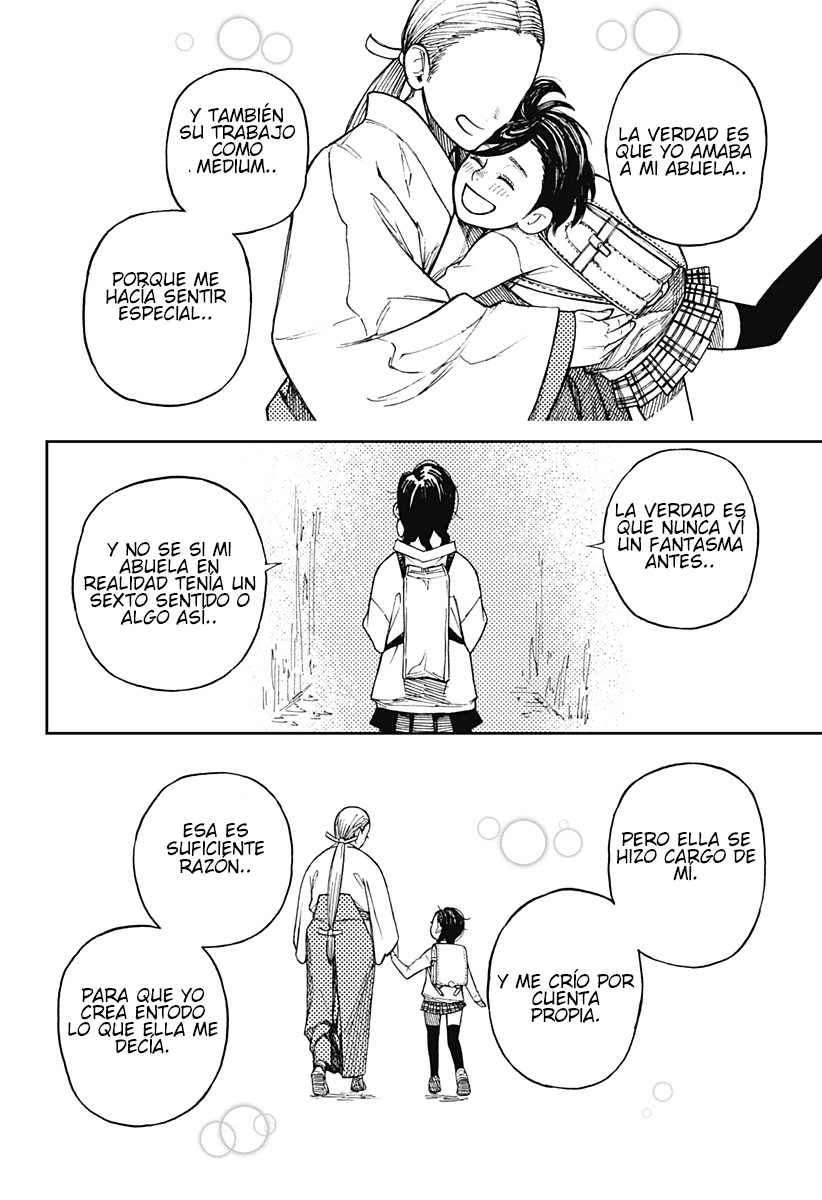 LA VERDAD ES
QUE YO AMABA
A MI ABUELA..
Y TAMBIÉN
SU TRABAJO
COMO
MEDIUM..
PORQUE ME
HACÍA SENTIR
ESPECIAL..
LA VERDAD ES
QUE NUNCA VÍ
UN FANTASMA
ANTES..
Y NO SE SI MI
ABUELA EN
REALIDAD TENÍA UN
SEXTO SENTIDO O
ALGO ASÍ..
PERO ELLA SE
HIZO CARGO DE
MÍ.
Y ME CRÍO POR
CUENTA
PROPIA.
ESA ES
SUFICIENTE
RAZÓN..
PARA QUE YO
CREA ENTODO
LO QUE ELLA ME
DECÍA.